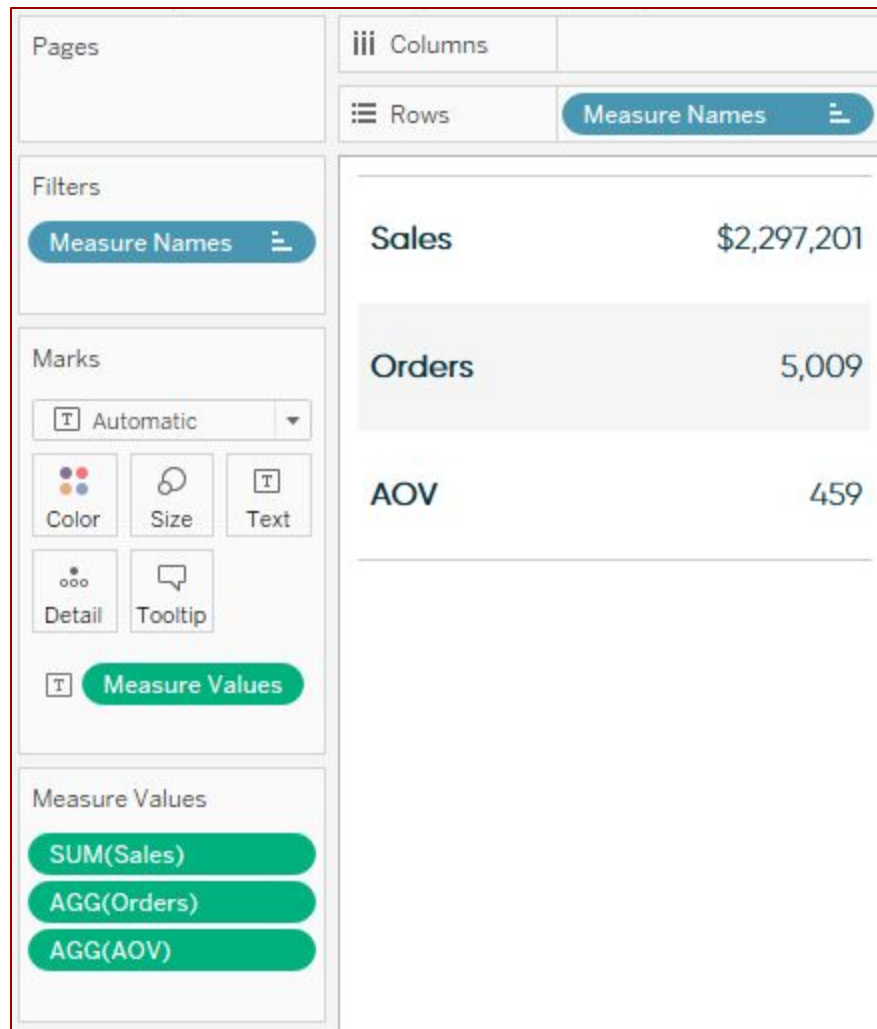 Pages
Columns
Rows
Measure Names
Filters
Measure Names
Sales $2,297,201
Orders 5,009
AOV 459
Marks
T Automatic
Color Size T Text
Detail Tooltip
T Measure Values
Measure Values
SUM(Sales)
AGG(Orders)
AGG(AOV)